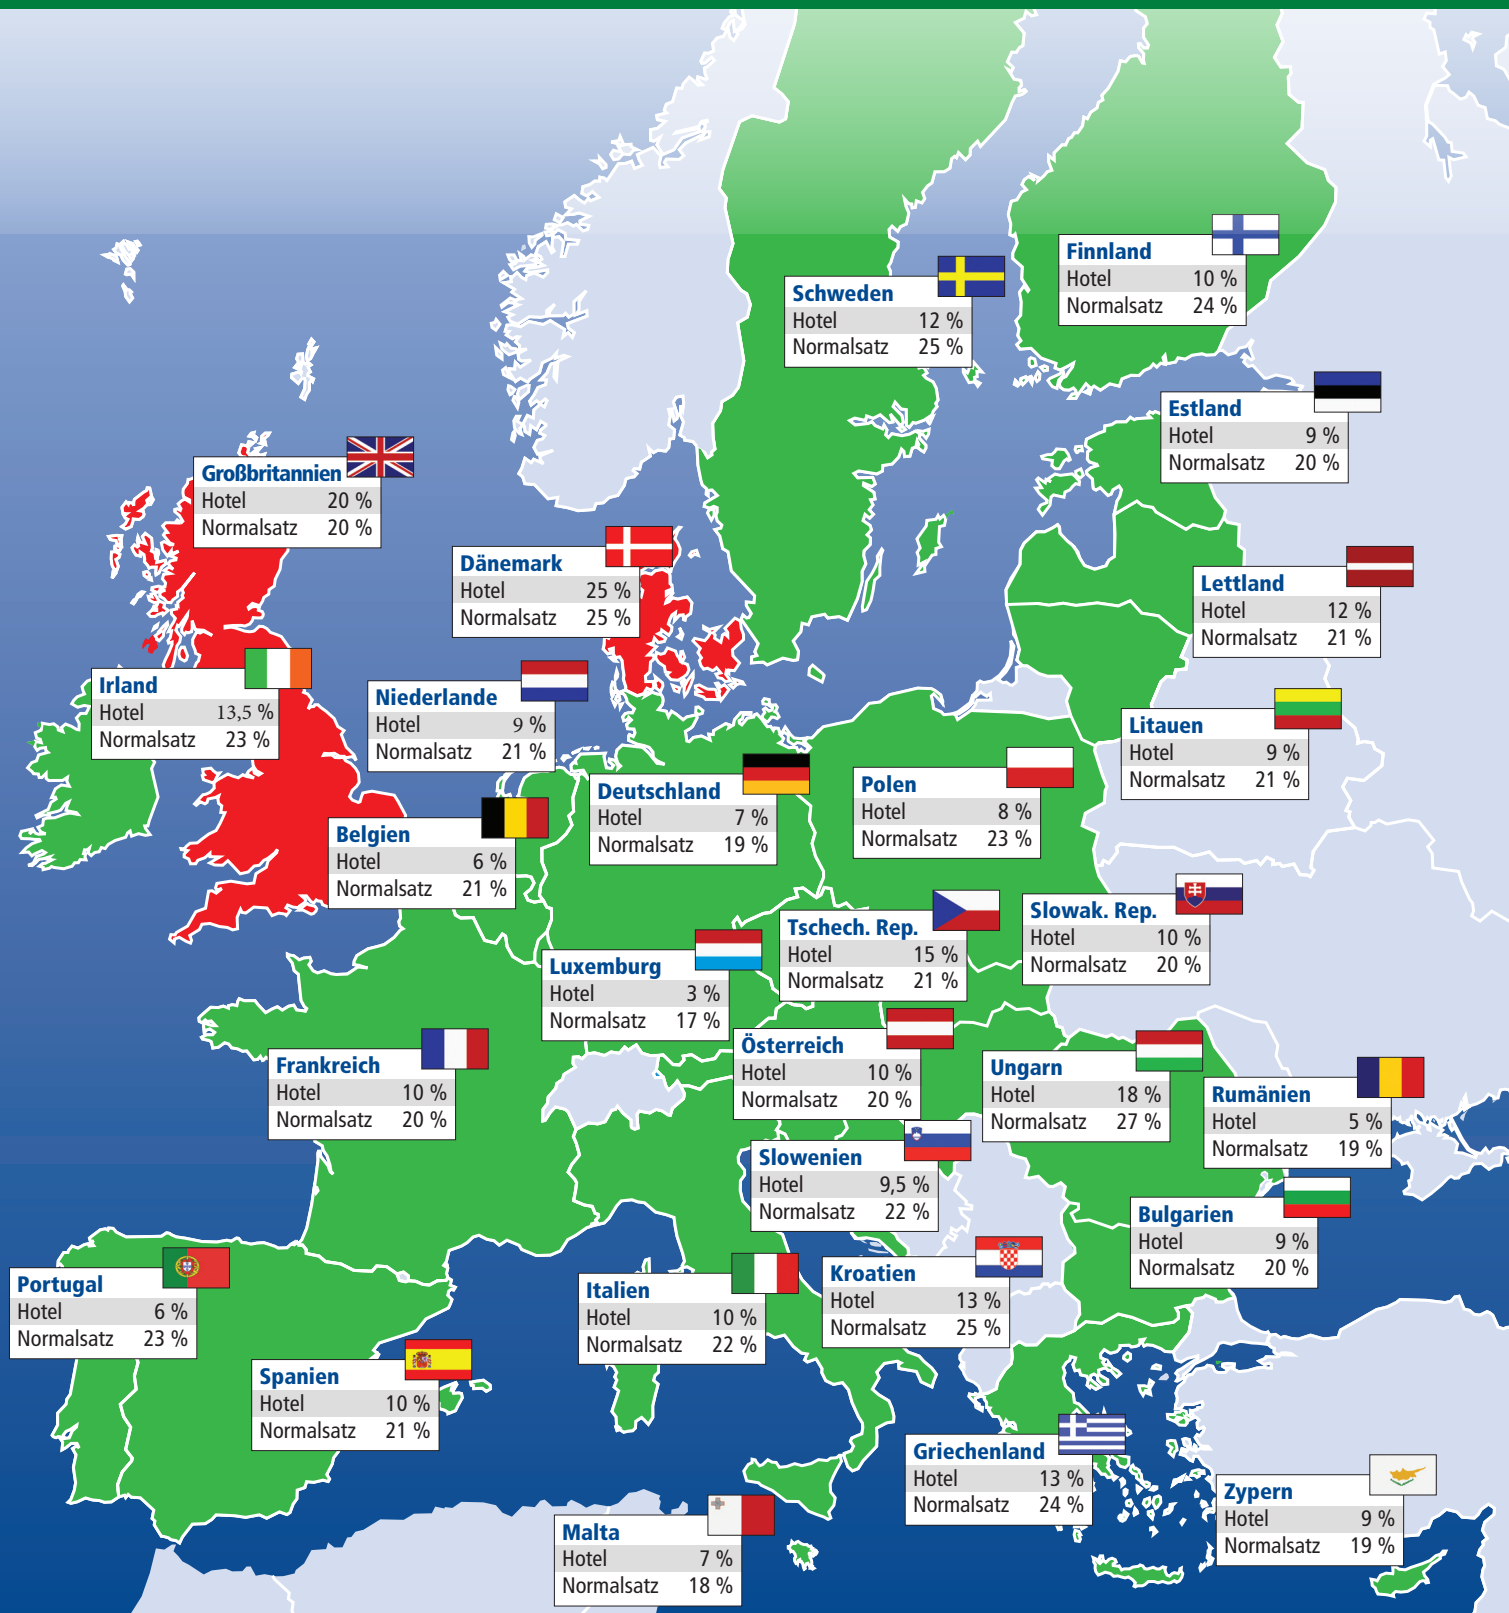 Finnland
Hotel 10 %
Normalsatz 24 %
Schweden
Hotel 12 %
Normalsatz 25 %
Estland
Hotel 9 %
Normalsatz 20 %
Großbritannien
Hotel 20 %
Normalsatz 20 %
Dänemark
Hotel 25 %
Normalsatz 25 %
Lettland
Hotel 12 %
Normalsatz 21 %
Irland
Hotel 13,5 %
Normalsatz 23 %
Niederlande
Hotel 9 %
Normalsatz 21 %
Litauen
Hotel 9 %
Normalsatz 21 %
Deutschland
Hotel 7 %
Normalsatz 19 %
Polen
Hotel 8 %
Normalsatz 23 %
Belgien
Hotel 6 %
Normalsatz 21 %
Slowak. Rep.
Hotel 10 %
Normalsatz 20 %
Tschech. Rep.
Hotel 15 %
Normalsatz 21 %
Luxemburg
Hotel 3 %
Normalsatz 17 %
Österreich
Hotel 10 %
Normalsatz 20 %
Frankreich
Hotel 10 %
Normalsatz 20 %
Ungarn
Hotel 18 %
Normalsatz 27 %
Rumänien
Hotel 5 %
Normalsatz 19 %
Slowenien
Hotel 9,5 %
Normalsatz 22 %
Bulgarien
Hotel 9 %
Normalsatz 20 %
Kroatien
Hotel 13 %
Normalsatz 25 %
Portugal
Hotel 6 %
Normalsatz 23 %
Italien
Hotel 10 %
Normalsatz 22 %
Spanien
Hotel 10 %
Normalsatz 21 %
Griechenland
Hotel 13 %
Normalsatz 24 %
Zypern
Hotel 9 %
Normalsatz 19 %
Malta
Hotel 7 %
Normalsatz 18 %